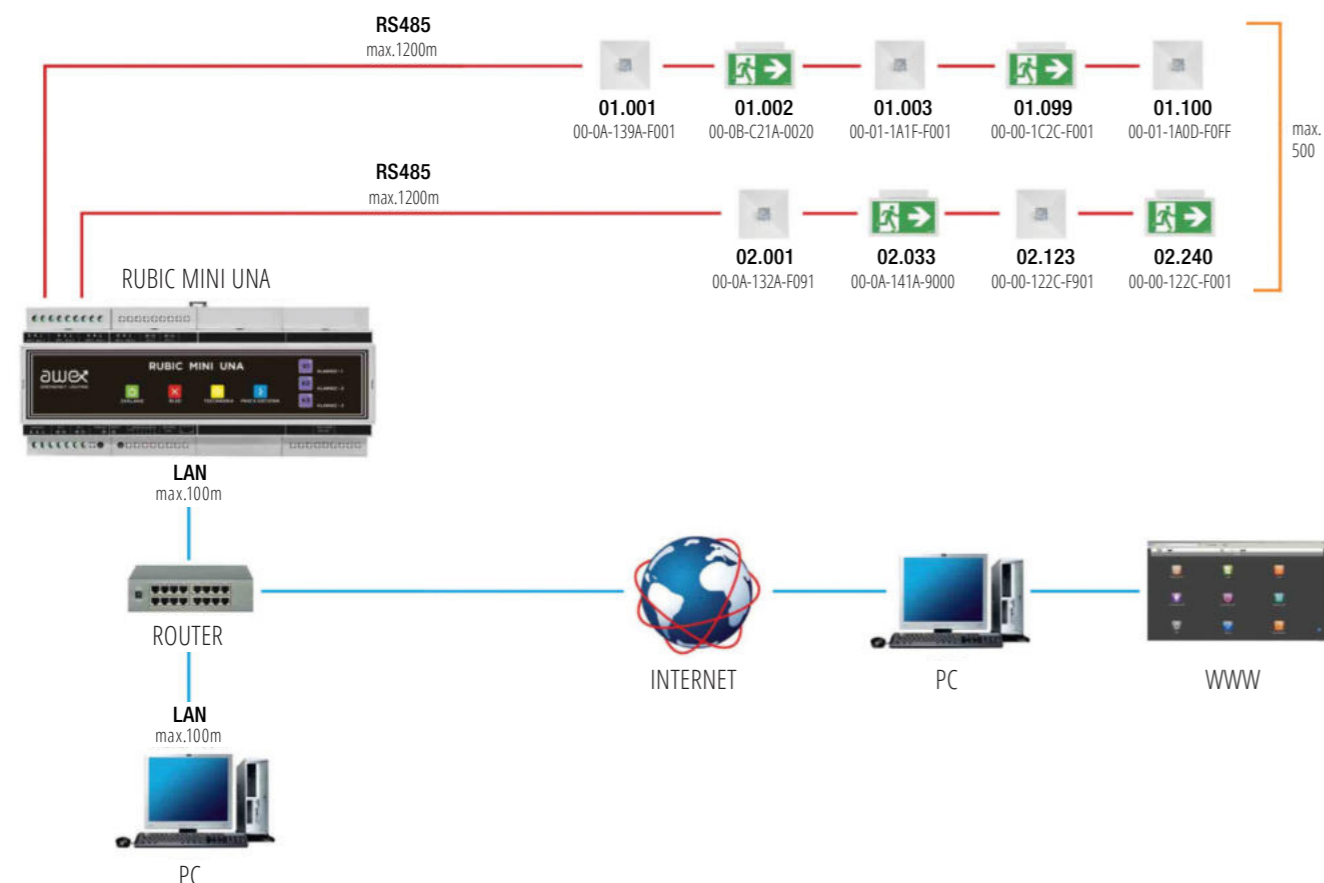 RS485
max.1200m
01.001
00-0A-139A-F001
01.002
00-0B-C21A-0020
01.003
00-01-1A1F-F001
01.099
00-00-1C2C-F001
01.100
00-01-1A0D-F0FF
max.
500
RS485
max.1200m
02.001
00-0A-132A-F091
02.033
00-0A-141A-9000
02.123
00-00-122C-F901
02.240
00-00-122C-F001
RUBIC MINI UNA
awex
EMERGENCY LIGHTING
RUBIC MINI UNA
LAN
max.100m
ROUTER
INTERNET
PC
WWW
LAN
max.100m
PC